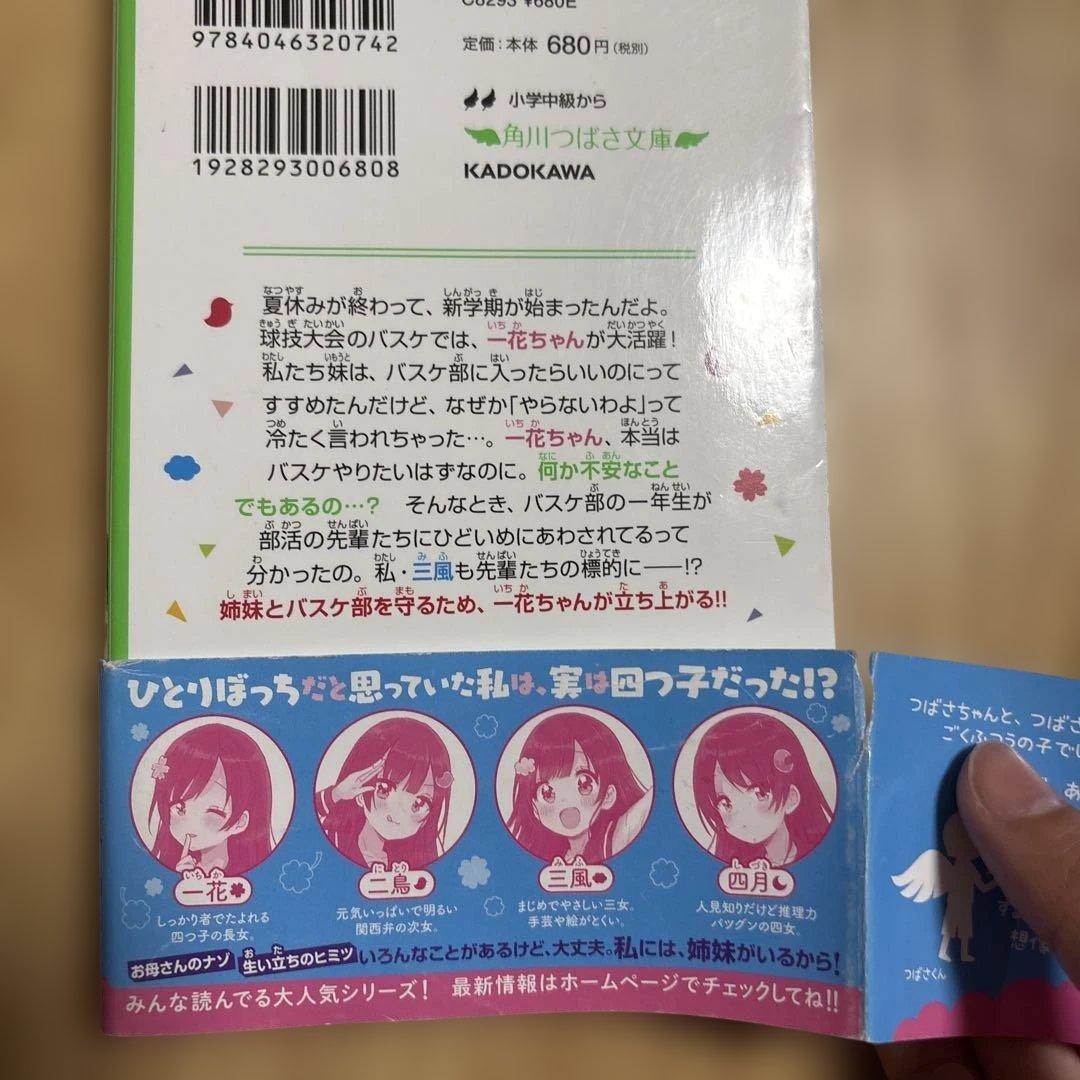 C8293 ¥680E
9784046320742
定価：本体680円（税別）
小学中級から
1928293006808
角川つばさ文庫
KADOKAWA
夏休みが終わって、新学期が始まったんだよ。
球技大会のバスケでは、一花ちゃんが大活躍！
私たち妹は、バスケ部に入ったらいいのにって
すすめたんだけど、なぜか「やらないわよ」って
冷たく言われちゃった…。一花ちゃん、本当は
バスケやりたいはずなのに。何か不安なこと
でもあるの…？　そんなとき、バスケ部の一年生が
部活の先輩たちにひどいめにあわされてるって
分かったの。私・三風も先輩たちの標的に──!?
姉妹とバスケ部を守るため、一花ちゃんが立ち上がる!!
ひとりぼっちだと思っていた私は、実は四つ子だった!?
一花
しっかり者でたよれる
四つ子の長女。
二鳥
元気いっぱいで明るい
関西弁の次女。
三風
まじめでやさしい三女。
手芸や絵がとくい。
四月
人見知りだけど推理力
バツグンの四女。
お母さんのナゾ 生い立ちのヒミツ いろんなことがあるけど、大丈夫。私には、姉妹がいるから！
みんな読んでる大人気シリーズ！　最新情報はホームページでチェックしてね!!
つばさちゃんと、つばさ
ごくふつうの子でし
あ
想像
つばさくん